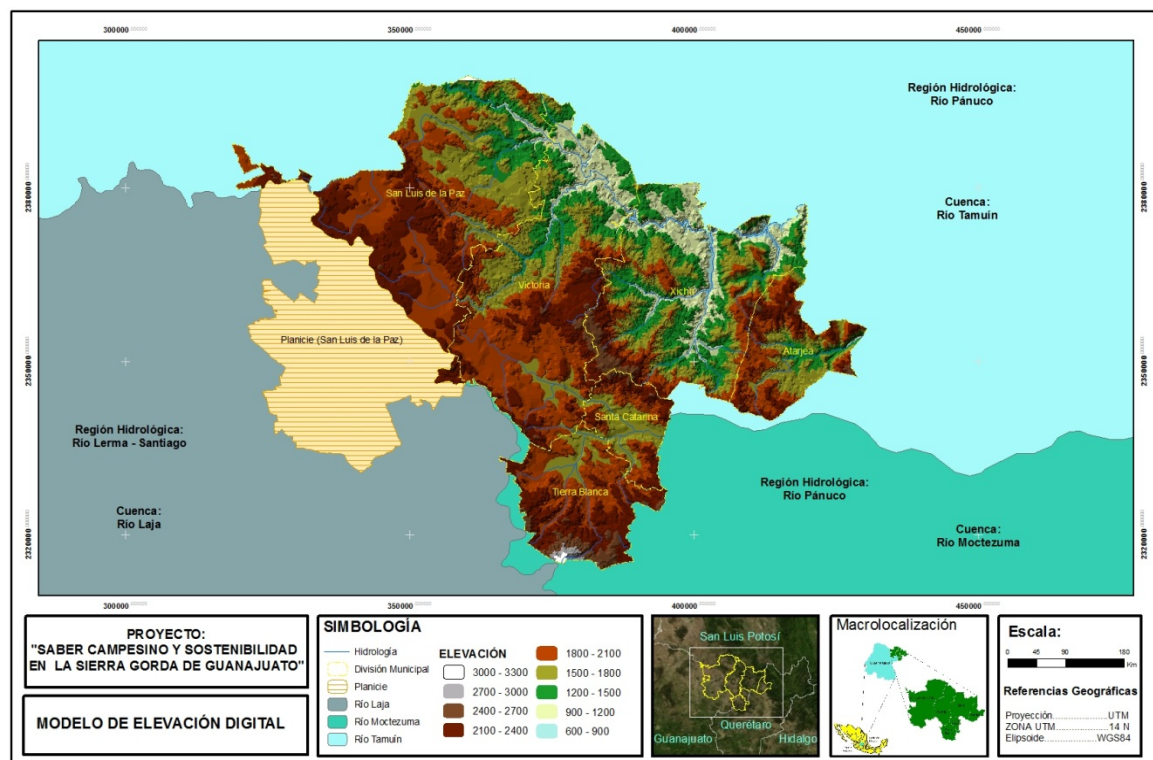 300000
350000
400000
450000
Región Hidrológica:
Río Pánuco
2380000
2380000
San Luis de la Paz
Cuenca:
Río Tamuín
Victoria
Xichú
Planicie (San Luis de la Paz)
Atarjea
2350000
2350000
Santa Catarina
Región Hidrológica:
Río Lerma - Santiago
Región Hidrológica:
Río Pánuco
Tierra Blanca
Cuenca:
Río Laja
Cuenca:
Río Moctezuma
2320000
2320000
300000
350000
400000
450000
PROYECTO:
"SABER CAMPESINO Y SOSTENIBILIDAD
EN LA SIERRA GORDA DE GUANAJUATO"
MODELO DE ELEVACIÓN DIGITAL
SIMBOLOGÍA
Hidrología
División Municipal
Planicie
Río Laja
Río Moctezuma
Río Tamuín
ELEVACIÓN
3000 - 3300
2700 - 3000
2400 - 2700
2100 - 2400
1800 - 2100
1500 - 1800
1200 - 1500
900 - 1200
600 - 900
San Luis Potosí
Querétaro
Guanajuato
Hidalgo
Macrolocalización
Escala:
0 45 90 180
Km
Referencias Geográficas
Proyección..............UTM
ZONA UTM..............14 N
Elipsoide..............WGS84